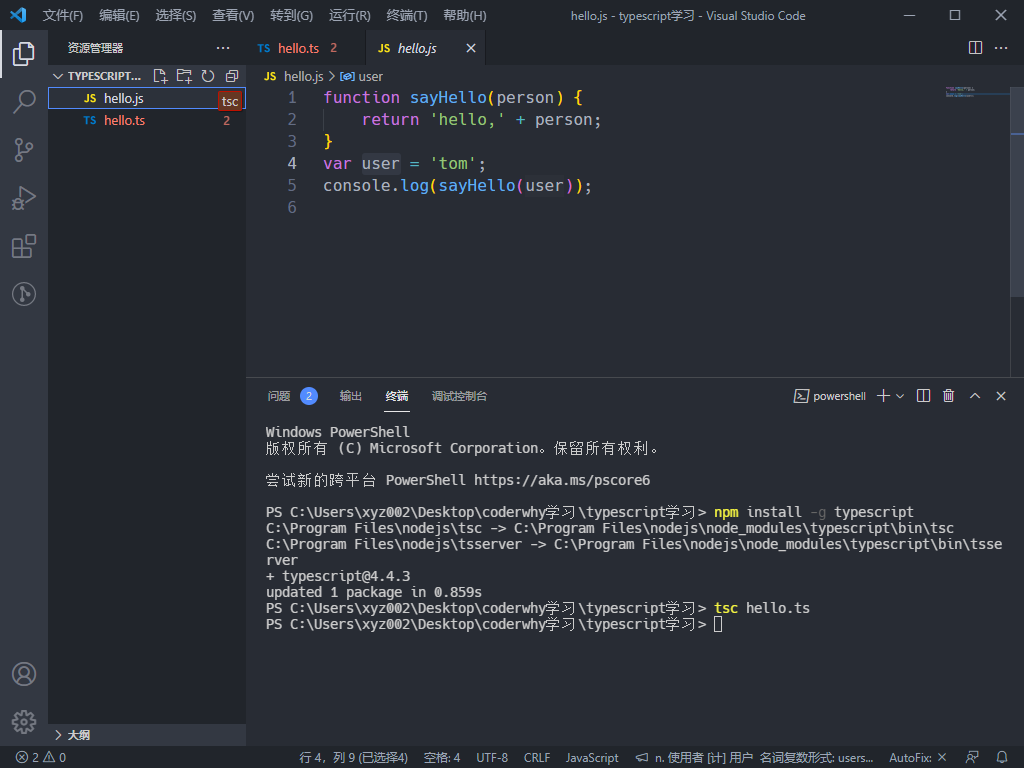 文件(F) 编辑(E) 选择(S) 查看(V) 转到(G) 运行(R) 终端(T) 帮助(H) hello.js - typescript学习 - Visual Studio Code
资源管理器 ···
TS hello.ts 2 JS hello.js
TYPESCRIPT...
JS hello.js
tsc
TS hello.ts 2
JS hello.js > user
1 function sayHello(person) {
2 return 'hello,' + person;
3 }
4 var user = 'tom';
5 console.log(sayHello(user));
6
问题 2 输出 终端 调试控制台 powershell
Windows PowerShell
版权所有 (C) Microsoft Corporation。保留所有权利。
尝试新的跨平台 PowerShell https://aka.ms/pscore6
PS C:\Users\xyz002\Desktop\coderwhy学习\typescript学习> npm install -g typescript
C:\Program Files\nodejs\tsc -> C:\Program Files\nodejs\node_modules\typescript\bin\tsc
C:\Program Files\nodejs\tsserver -> C:\Program Files\nodejs\node_modules\typescript\bin\tsse
rver
+ typescript@4.4.3
updated 1 package in 0.859s
PS C:\Users\xyz002\Desktop\coderwhy学习\typescript学习> tsc hello.ts
PS C:\Users\xyz002\Desktop\coderwhy学习\typescript学习>
大纲
2 0 行 4，列 9 (已选择4) 空格: 4 UTF-8 CRLF JavaScript n. 使用者 [计] 用户 名词复数形式: users... AutoFix: ×